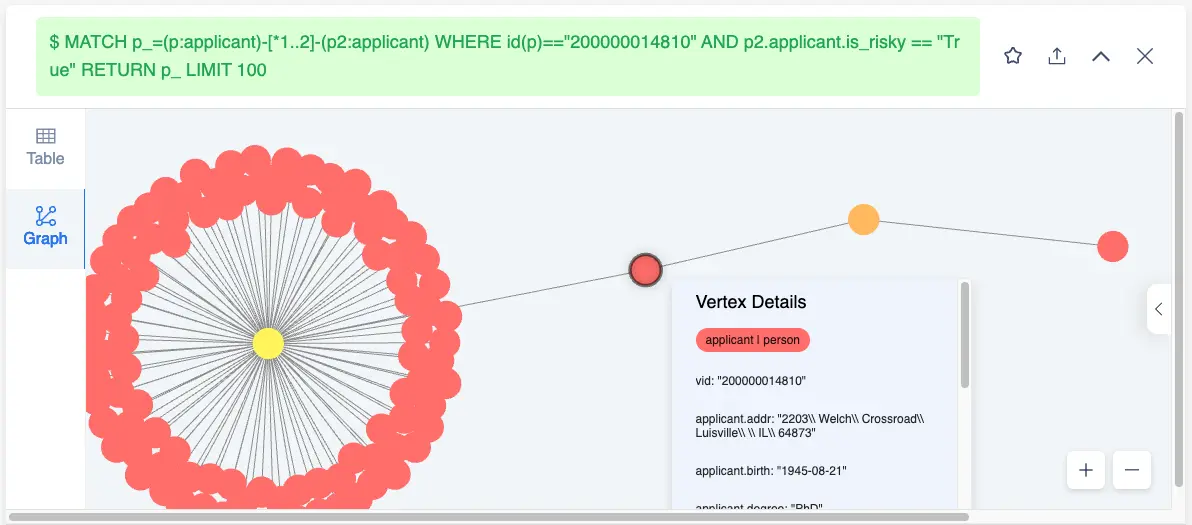 $ MATCH p_=(p:applicant)-[*1..2]-(p2:applicant) WHERE id(p)=="200000014810" AND p2.applicant.is_risky == "Tr
ue" RETURN p_ LIMIT 100
Table
Graph
Vertex Details
applicant | person
vid: "200000014810"
applicant.addr: "2203\\ Welch\\ Crossroad\\
Luisville\\ \\ IL\\ 64873"
applicant.birth: "1945-08-21"
applicant.degree: "PhD"